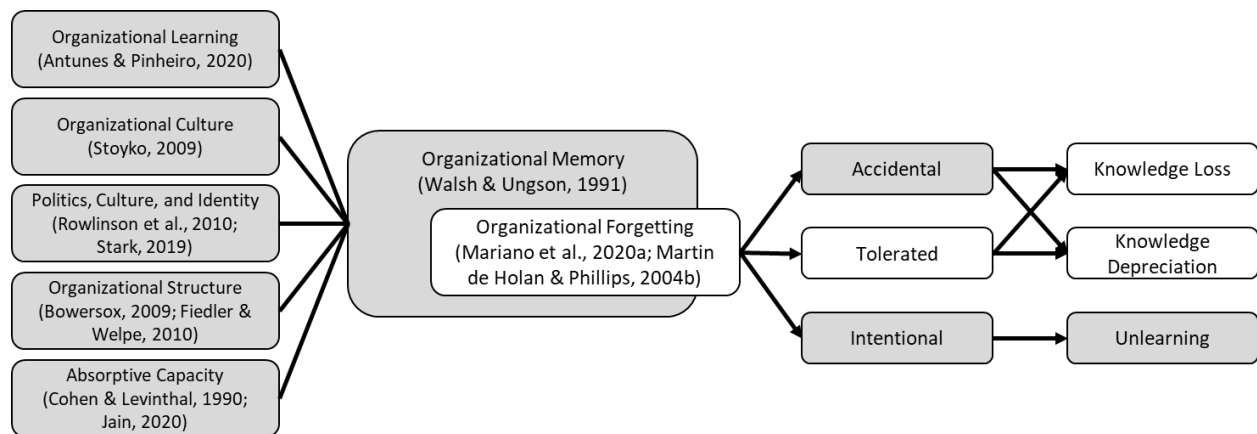 Organizational Learning
(Antunes & Pinheiro, 2020)
Organizational Culture
(Stoyko, 2009)
Politics, Culture, and Identity
(Rowlinson et al., 2010;
Stark, 2019)
Organizational Structure
(Bowersox, 2009; Fiedler &
Welpe, 2010)
Absorptive Capacity
(Cohen & Levinthal, 1990;
Jain, 2020)
Organizational Memory
(Walsh & Ungson, 1991)
Organizational Forgetting
(Mariano et al., 2020a; Martin
de Holan & Phillips, 2004b)
Accidental
Tolerated
Intentional
Knowledge Loss
Knowledge
Depreciation
Unlearning